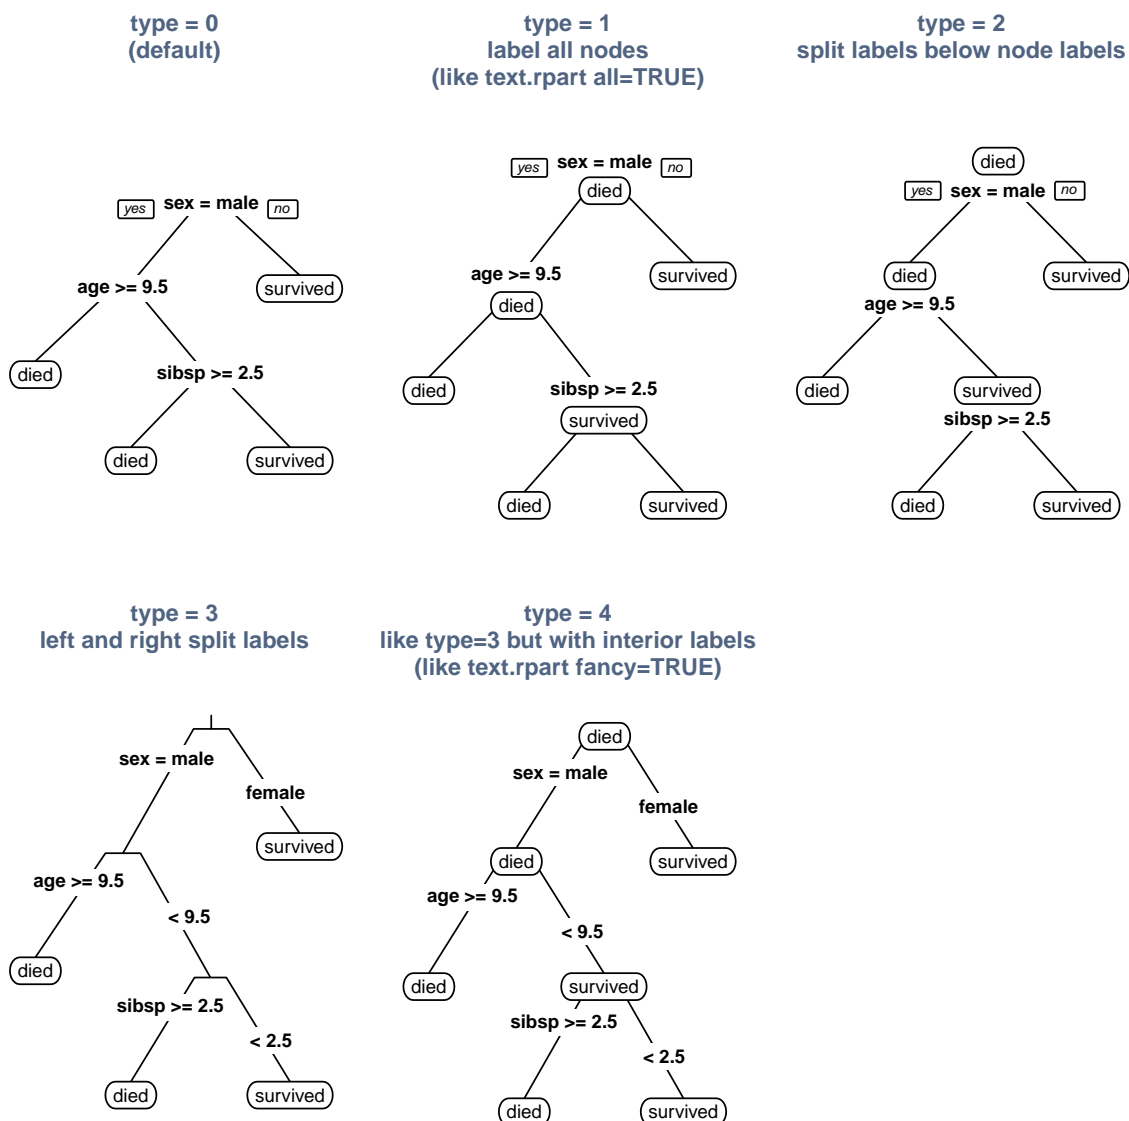 type = 0
(default)
yes sex = male no
age >= 9.5
survived
died
sibsp >= 2.5
died
survived
type = 1
label all nodes
(like text.rpart all=TRUE)
yes sex = male no
died
age >= 9.5
survived
died
died
sibsp >= 2.5
survived
died
survived
type = 2
split labels below node labels
died
yes sex = male no
died
survived
age >= 9.5
died
survived
sibsp >= 2.5
died
survived
type = 3
left and right split labels
sex = male
female
survived
age >= 9.5
< 9.5
died
sibsp >= 2.5
< 2.5
died
survived
type = 4
like type=3 but with interior labels
(like text.rpart fancy=TRUE)
died
sex = male
female
died
survived
age >= 9.5
< 9.5
died
survived
sibsp >= 2.5
< 2.5
died
survived